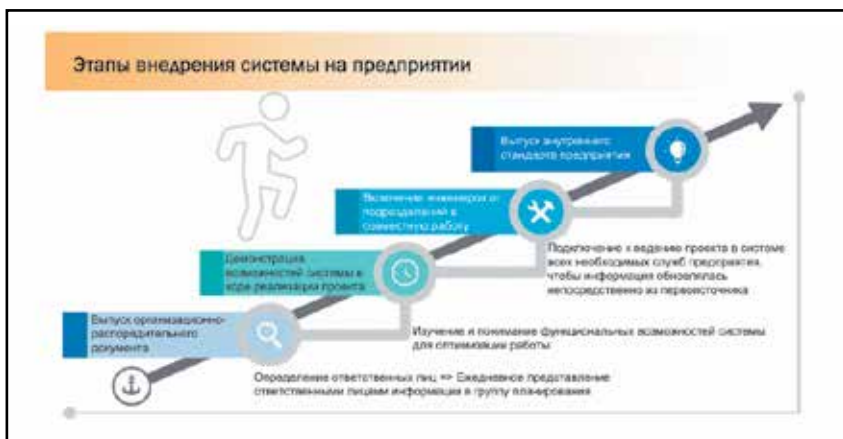 Этапы внедрения системы на предприятии
Выпуск внутреннего
стандарта предприятия
Включение инженеров от
подразделений в
совместную работу
Подключение к ведению проекта в системе
всех необходимых служб предприятия,
чтобы информация обновлялась
непосредственно из первоисточника
Демонстрация
возможностей системы в
ходе реализации проекта
Изучение и понимание функциональных возможностей системы
для оптимизации работы
Выпуск организационно-
распорядительного
документа
Определение ответственных лиц => Ежедневное представление
ответственными лицами информации в группу планирования